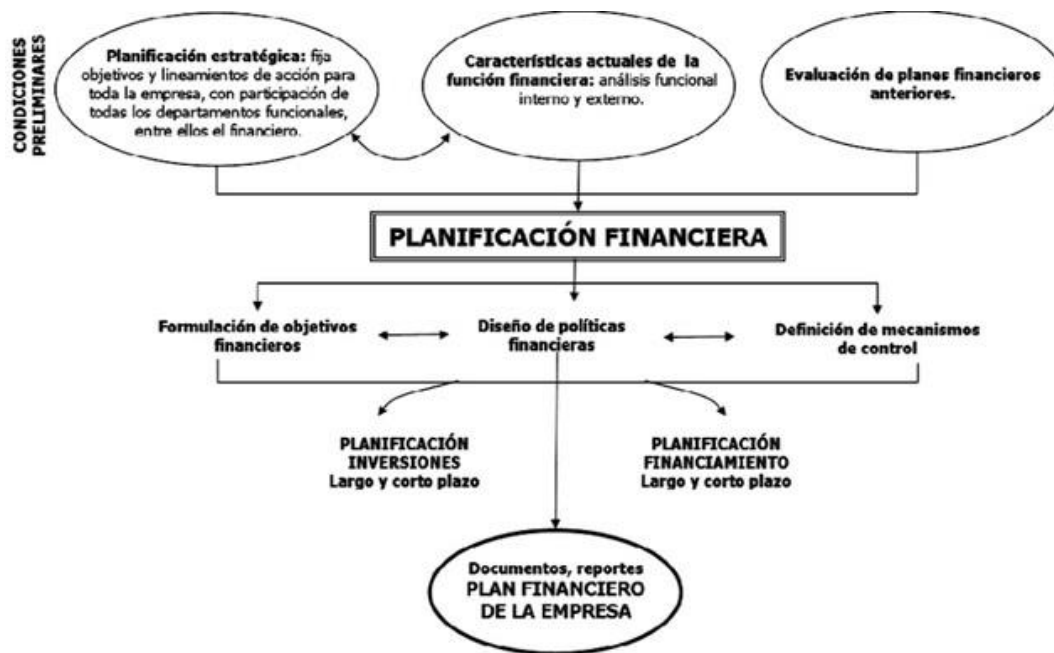 CONDICIONES
PRELIMINARES
Planificación estratégica: fija
objetivos y lineamientos de acción para
toda la empresa, con participación de
todas los departamentos funcionales,
entre ellos el financiero.
Características actuales de la
función financiera: análisis funcional
interno y externo.
Evaluación de planes financieros
anteriores.
PLANIFICACIÓN FINANCIERA
Formulación de objetivos
financieros
Diseño de políticas
financieras
Definición de mecanismos
de control
PLANIFICACIÓN
INVERSIONES
Largo y corto plazo
PLANIFICACIÓN
FINANCIAMIENTO
Largo y corto plazo
Documentos, reportes
PLAN FINANCIERO
DE LA EMPRESA